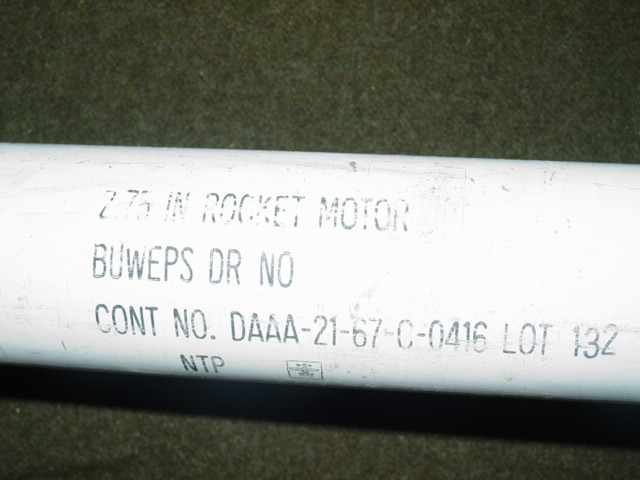 2.75 IN ROCKET MOTOR
BUWEPS DR NO
CONT NO. DAAA-21-67-C-0416 LOT 132
NTP